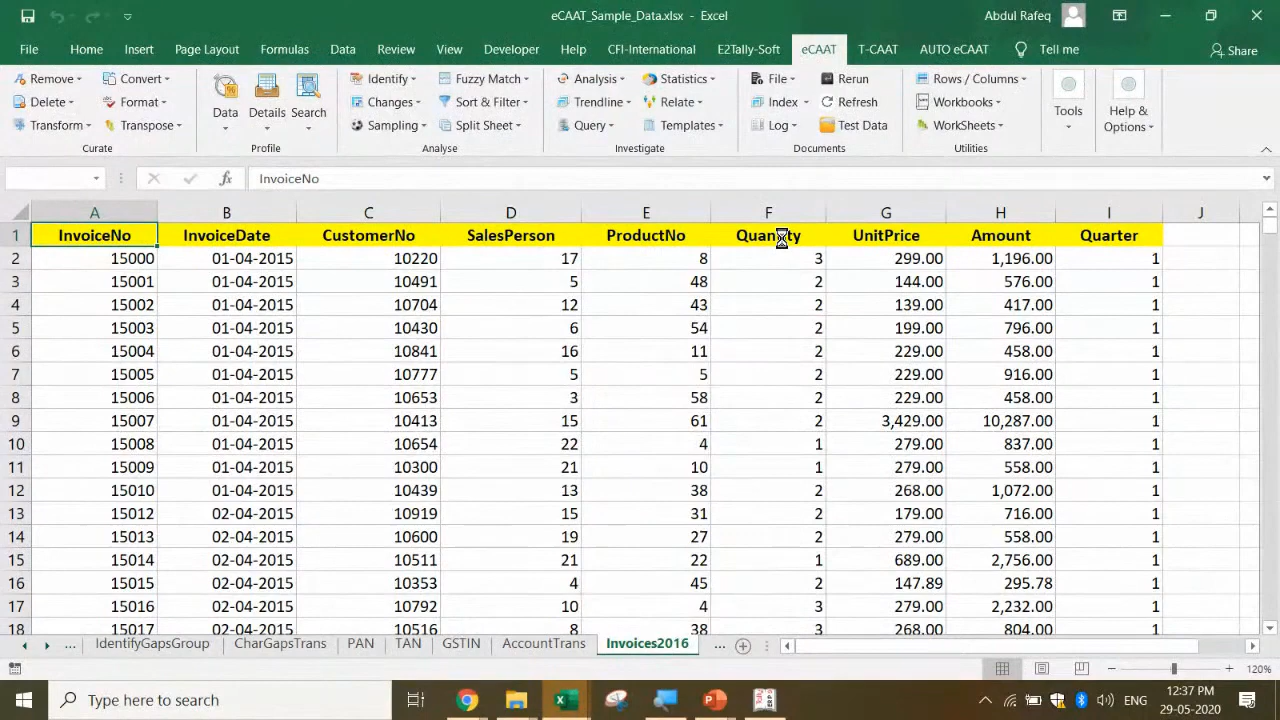 eCAAT_Sample_Data.xlsx - Excel
Abdul Rafeq
File Home Insert Page Layout Formulas Data Review View Developer Help CFI-International E2Tally-Soft eCAAT T-CAAT AUTO eCAAT Tell me Share
Remove Convert Identify Fuzzy Match Analysis Statistics File Rerun Rows / Columns
Delete Format Data Details Search Changes Sort & Filter Trendline Relate Index Refresh Workbooks Tools Help & Options
Transform Transpose Sampling Split Sheet Query Templates Log Test Data WorkSheets
Curate Profile Analyse Investigate Documents Utilities
fx InvoiceNo
A B C D E F G H I J
1 InvoiceNo InvoiceDate CustomerNo SalesPerson ProductNo Quantity UnitPrice Amount Quarter
2 15000 01-04-2015 10220 17 8 3 299.00 1,196.00 1
3 15001 01-04-2015 10491 5 48 2 144.00 576.00 1
4 15002 01-04-2015 10704 12 43 2 139.00 417.00 1
5 15003 01-04-2015 10430 6 54 2 199.00 796.00 1
6 15004 01-04-2015 10841 16 11 2 229.00 458.00 1
7 15005 01-04-2015 10777 5 5 2 229.00 916.00 1
8 15006 01-04-2015 10653 3 58 2 229.00 458.00 1
9 15007 01-04-2015 10413 15 61 2 3,429.00 10,287.00 1
10 15008 01-04-2015 10654 22 4 1 279.00 837.00 1
11 15009 01-04-2015 10300 21 10 1 279.00 558.00 1
12 15010 01-04-2015 10439 13 38 2 268.00 1,072.00 1
13 15012 02-04-2015 10919 15 31 2 179.00 716.00 1
14 15013 02-04-2015 10600 19 27 2 279.00 558.00 1
15 15014 02-04-2015 10511 21 22 1 689.00 2,756.00 1
16 15015 02-04-2015 10353 4 45 2 147.89 295.78 1
17 15016 02-04-2015 10792 10 4 3 279.00 2,232.00 1
18 15017 02-04-2015 10516 8 38 3 268.00 804.00 1
... IdentifyGapsGroup CharGapsTrans PAN TAN GSTIN AccountTrans Invoices2016 ...
120%
Type here to search
ENG
12:37 PM
29-05-2020